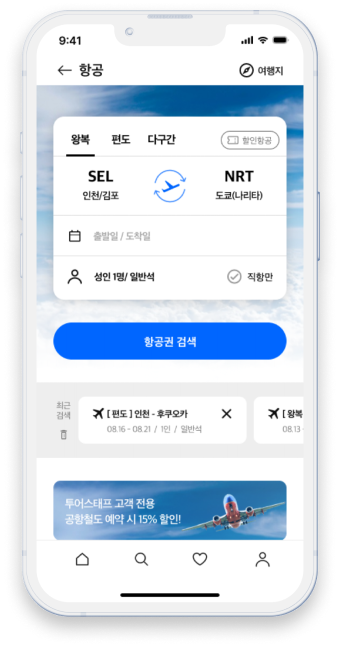 9:41
← 항공
여행지
왕복 편도 다구간
할인항공
SEL
인천/김포
NRT
도쿄(나리타)
출발일 / 도착일
성인 1명/ 일반석
직항만
항공권 검색
최근
검색
[ 편도 ] 인천 - 후쿠오카
08.16 - 08.21 / 1인 / 일반석
[ 왕복
08.13 -
투어스태프 고객 전용
공항철도 예약 시 15% 할인!